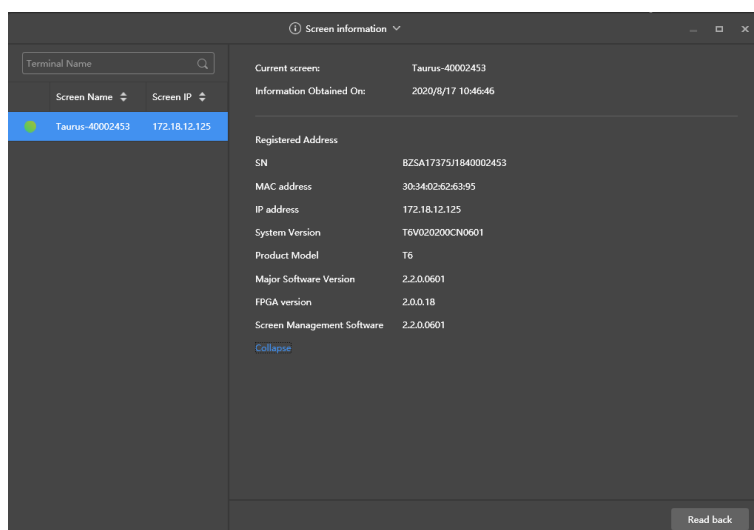 Screen information
Terminal Name
Screen Name
Screen IP
Taurus-40002453 172.18.12.125
Current screen: Taurus-40002453
Information Obtained On: 2020/8/17 10:46:46
Registered Address
SN BZSA17375J1840002453
MAC address 30:34:02:62:63:95
IP address 172.18.12.125
System Version T6V020200CN0601
Product Model T6
Major Software Version 2.2.0.0601
FPGA version 2.0.0.18
Screen Management Software 2.2.0.0601
Collapse
Read back